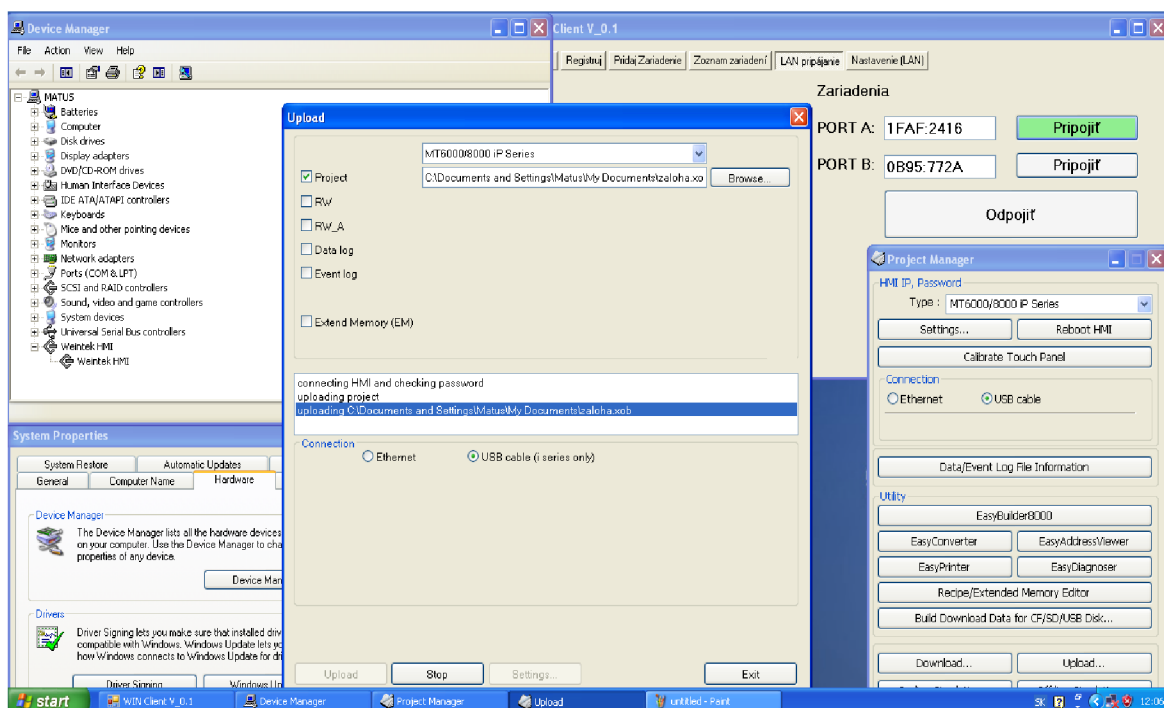 Device Manager
File Action View Help
MATUS
Batteries
Computer
Disk drives
Display adapters
DVD/CD-ROM drives
Human Interface Devices
IDE ATA/ATAPI controllers
Keyboards
Mice and other pointing devices
Monitors
Network adapters
Ports (COM & LPT)
SCSI and RAID controllers
Sound, video and game controllers
System devices
Universal Serial Bus controllers
Weintek HMI
Weintek HMI
System Properties
System Restore Automatic Updates
General Computer Name Hardware
Device Manager
The Device Manager lists all the hardware devices
on your computer. Use the Device Manager to cha
properties of any device.
Device Man
Drivers
Driver Signing lets you make sure that installed driv
compatible with Windows. Windows Update lets yo
how Windows connects to Windows Update for dri
Driver Signing Windows Up
Upload
MT6000/8000 iP Series
Project C:\Documents and Settings\Matus\My Documents\zaloha.xo Browse...
RW
RW_A
Data log
Event log
Extend Memory (EM)
connecting HMI and checking password
uploading project
uploading C:\Documents and Settings\Matus\My Documents\zaloha.xob
Connection
Ethernet USB cable (i series only)
Upload Stop Settings... Exit
Client V_0.1
Registruj Pridaj Zariadenie Zoznam zariadení LAN pripájanie Nastavenie (LAN)
Zariadenia
PORT A: 1FAF:2416 Pripojiť
PORT B: 0B95:772A Pripojiť
Odpojiť
Project Manager
HMI IP, Password
Type : MT6000/8000 iP Series
Settings... Reboot HMI
Calibrate Touch Panel
Connection
Ethernet USB cable
Data/Event Log File Information
Utility
EasyBuilder8000
EasyConverter EasyAddressViewer
EasyPrinter EasyDiagnoser
Recipe/Extended Memory Editor
Build Download Data for CF/SD/USB Disk...
Download... Upload...
start WIN Client V_0.1 Device Manager Project Manager Upload untitled - Paint SK 12:06